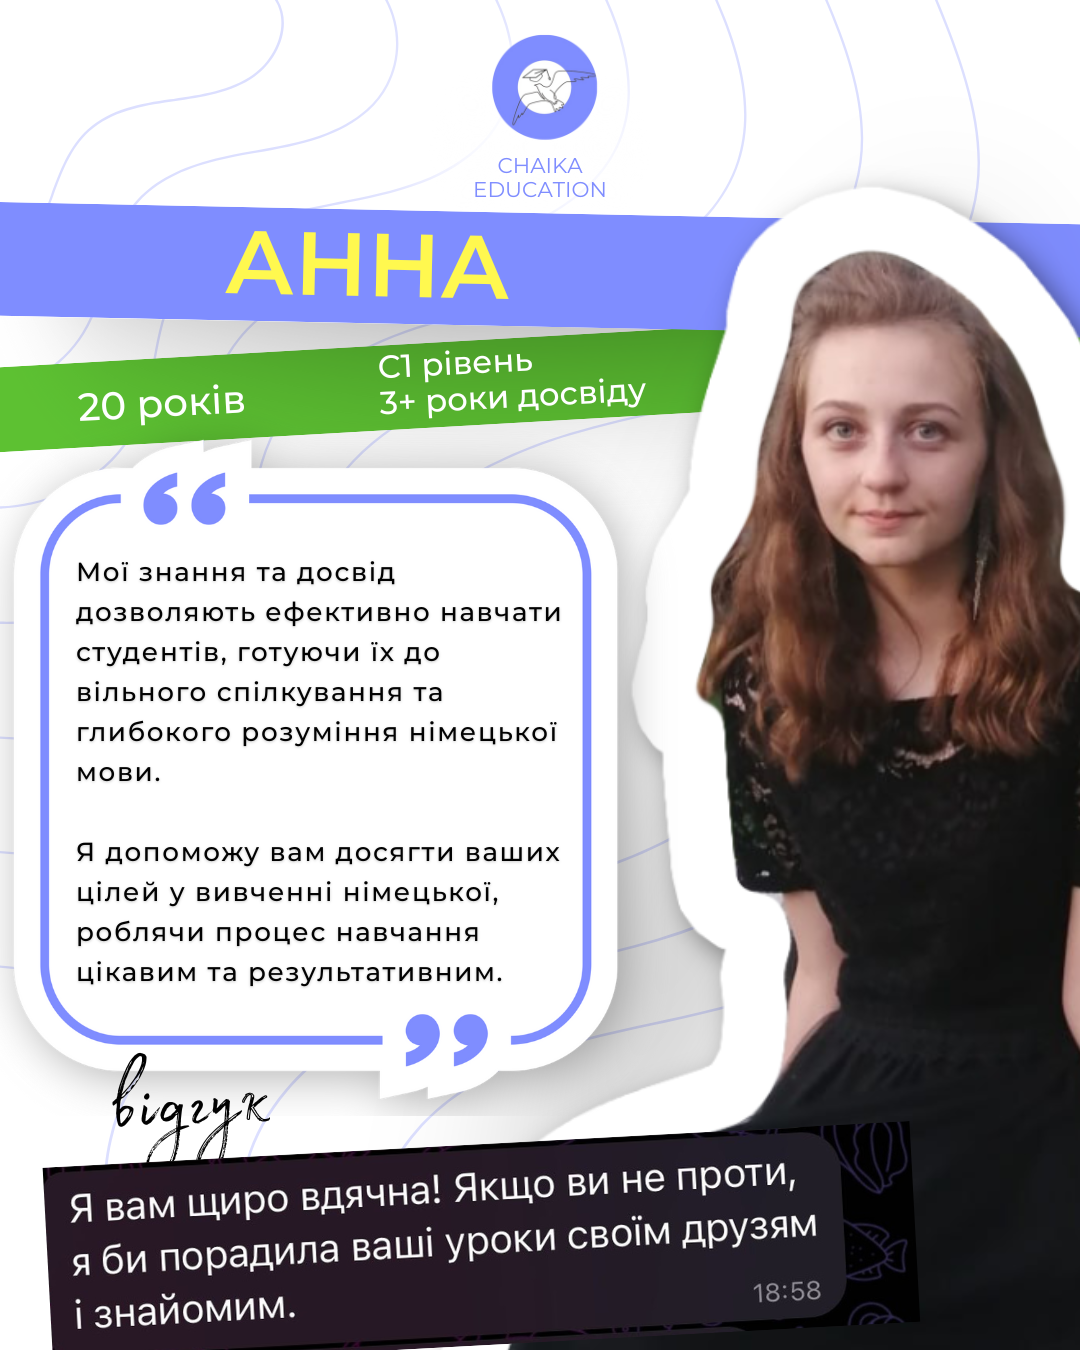 CHAIKA
EDUCATION
АННА
20 років
C1 рівень
3+ роки досвіду
Мої знання та досвід
дозволяють ефективно навчати
студентів, готуючи їх до
вільного спілкування та
глибокого розуміння німецької
мови.
Я допоможу вам досягти ваших
цілей у вивченні німецької,
роблячи процес навчання
цікавим та результативним.
відгук
Я вам щиро вдячна! Якщо ви не проти,
я би порадила ваші уроки своїм друзям
і знайомим.
18:58